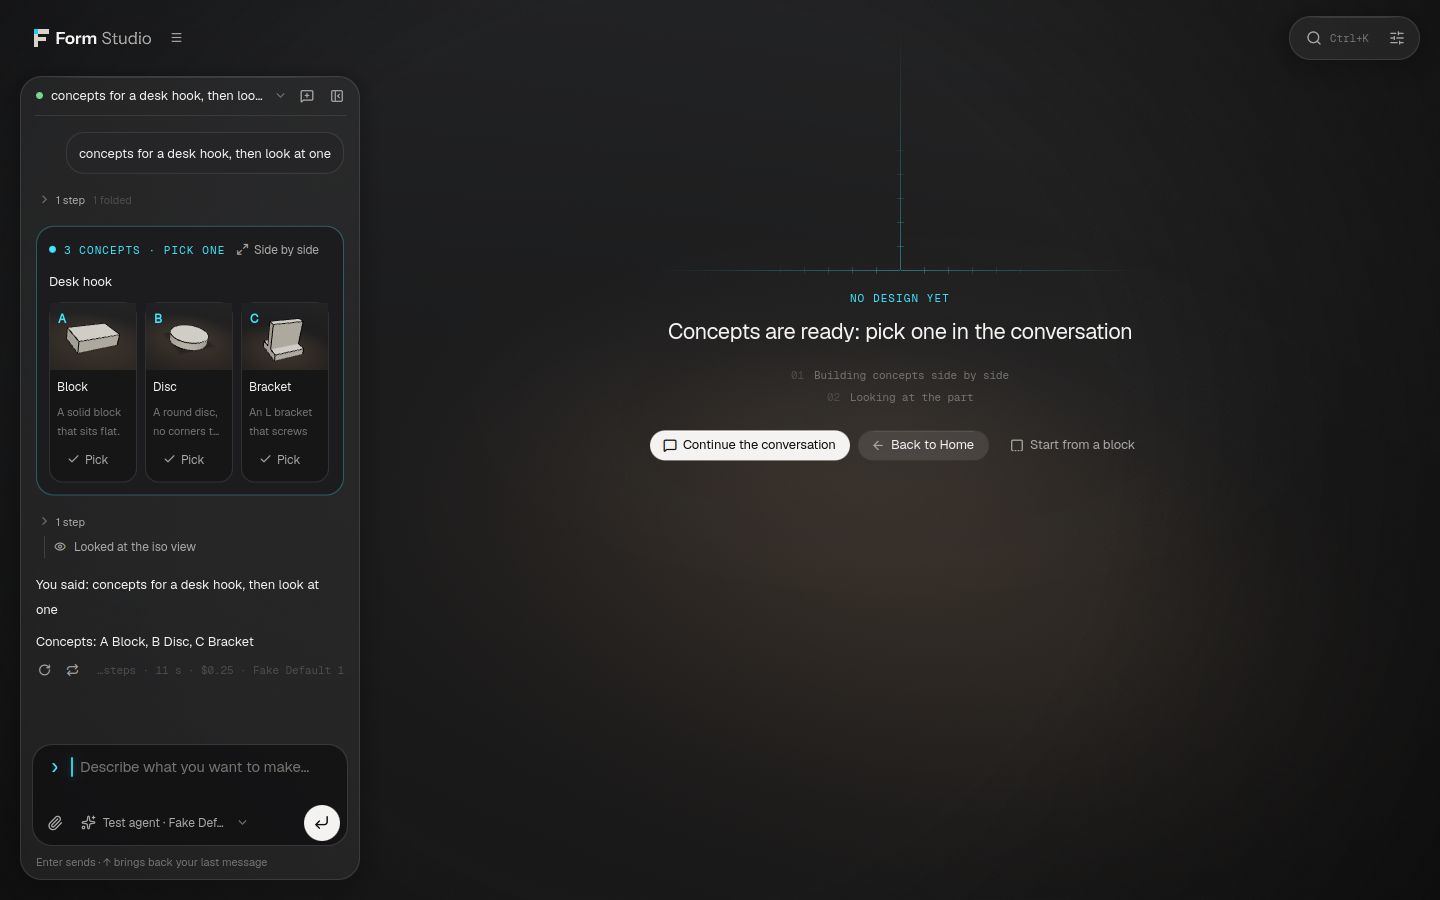 Form Studio
Ctrl+K
concepts for a desk hook, then loo...
concepts for a desk hook, then look at one
1 step 1 folded
3 CONCEPTS · PICK ONE
Side by side
Desk hook
A
B
C
Block
Disc
Bracket
A solid block
that sits flat.
A round disc,
no corners t...
An L bracket
that screws
Pick
Pick
Pick
1 step
Looked at the iso view
You said: concepts for a desk hook, then look at
one
Concepts: A Block, B Disc, C Bracket
…steps · 11 s · $0.25 · Fake Default 1
Describe what you want to make...
Test agent · Fake Def...
Enter sends · ↑ brings back your last message
NO DESIGN YET
Concepts are ready: pick one in the conversation
01 Building concepts side by side
02 Looking at the part
Continue the conversation
Back to Home
Start from a block